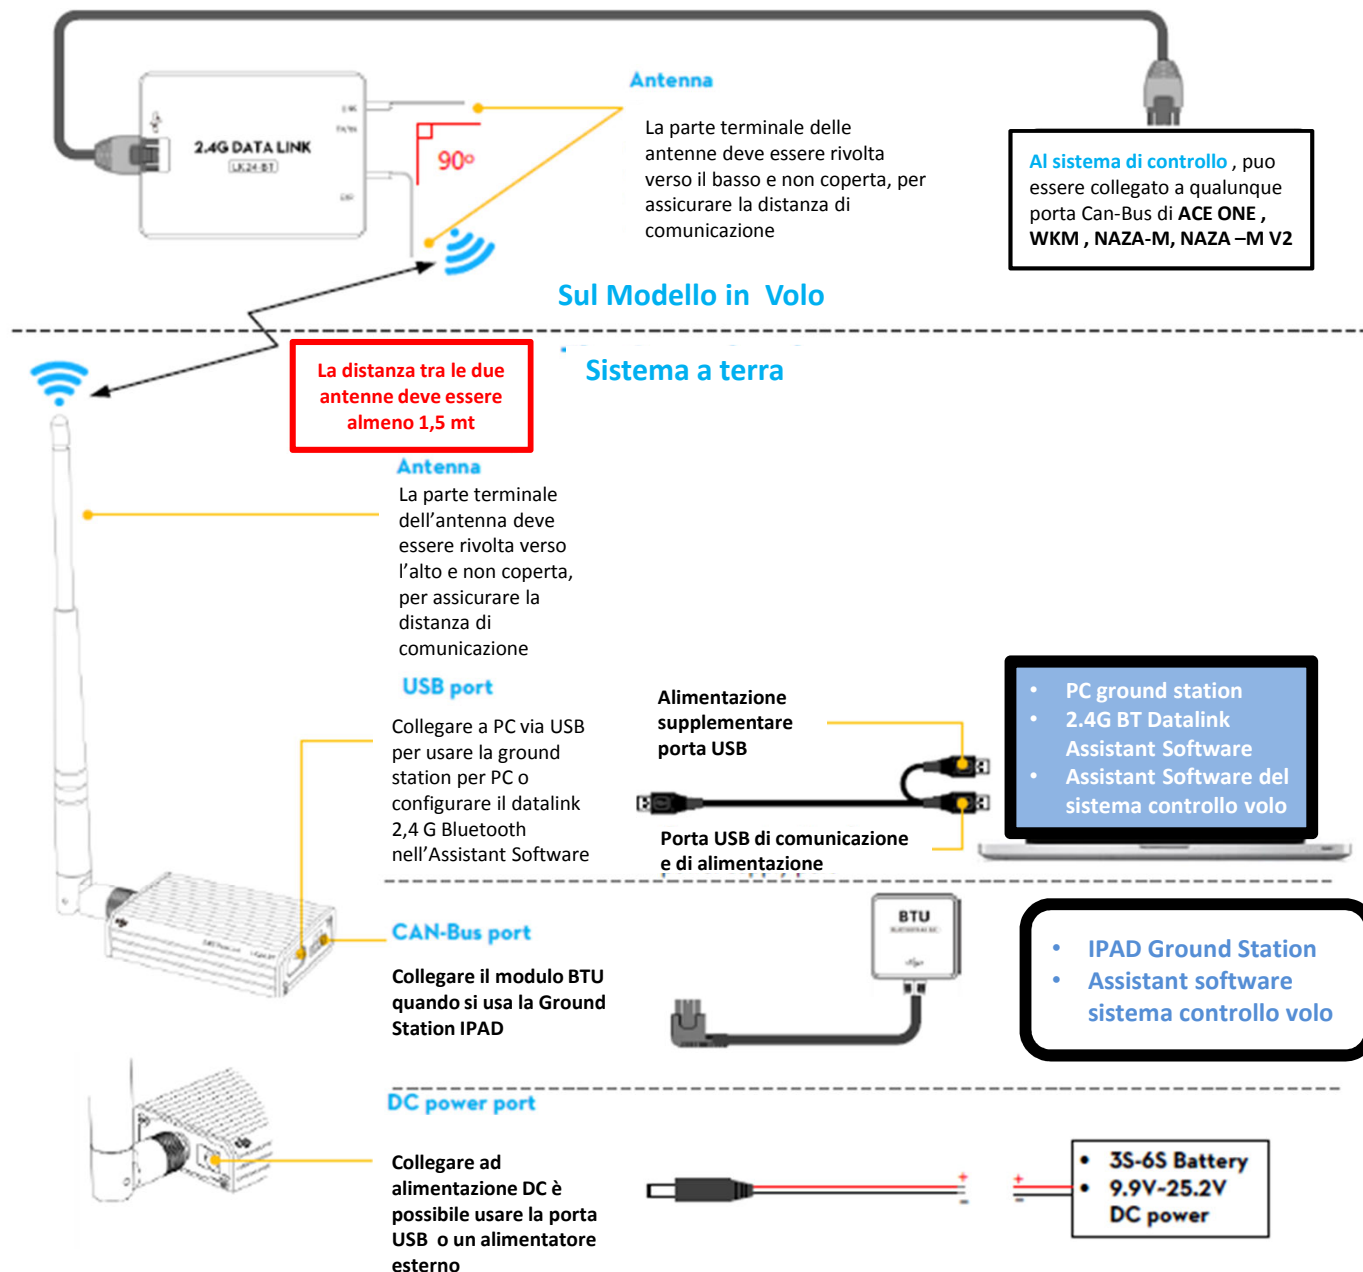 Antenna
La parte terminale delle
antenne deve essere rivolta
verso il basso e non coperta, per
assicurare la distanza di
comunicazione
2.4G DATA LINK
LK24-BT
LINK
90°
Al sistema di controllo , puo
essere collegato a qualunque
porta Can-Bus di ACE ONE ,
WKM , NAZA-M, NAZA –M V2
Sul Modello in Volo
La distanza tra le due
antenne deve essere
almeno 1,5 mt
Sistema a terra
Antenna
La parte terminale
dell’antenna deve
essere rivolta verso
l’alto e non coperta,
per assicurare la
distanza di
comunicazione
USB port
Collegare a PC via USB
per usare la ground
station per PC o
configurare il datalink
2,4 G Bluetooth
nell’Assistant Software
Alimentazione
supplementare
porta USB
Porta USB di comunicazione
e di alimentazione
• PC ground station
• 2.4G BT Datalink
Assistant Software
• Assistant Software del
sistema controllo volo
CAN-Bus port
Collegare il modulo BTU
quando si usa la Ground
Station IPAD
BTU
• IPAD Ground Station
• Assistant software
sistema controllo volo
DC power port
Collegare ad
alimentazione DC è
possibile usare la porta
USB o un alimentatore
esterno
+
–
+
–
• 3S-6S Battery
• 9.9V~25.2V
DC power